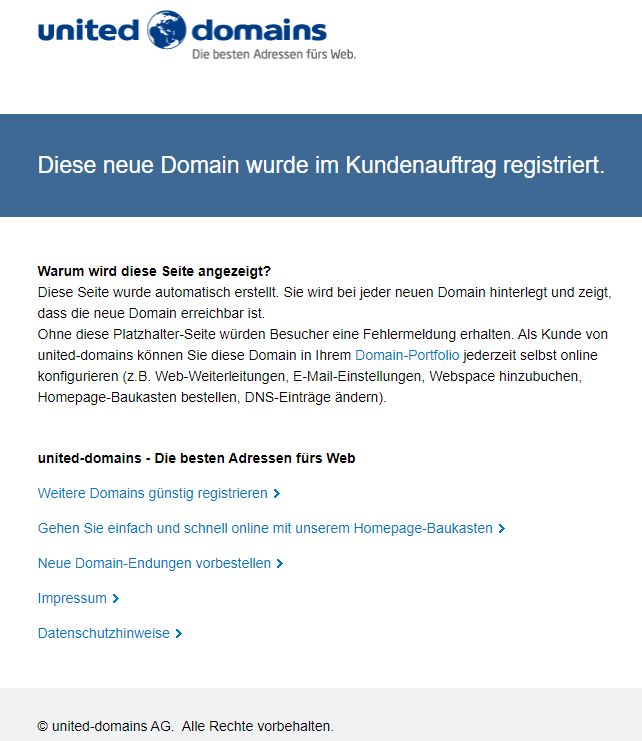 united domains
Die besten Adressen fürs Web.
Diese neue Domain wurde im Kundenauftrag registriert.
Warum wird diese Seite angezeigt?
Diese Seite wurde automatisch erstellt. Sie wird bei jeder neuen Domain hinterlegt und zeigt,
dass die neue Domain erreichbar ist.
Ohne diese Platzhalter-Seite würden Besucher eine Fehlermeldung erhalten. Als Kunde von
united-domains können Sie diese Domain in Ihrem Domain-Portfolio jederzeit selbst online
konfigurieren (z.B. Web-Weiterleitungen, E-Mail-Einstellungen, Webspace hinzubuchen,
Homepage-Baukasten bestellen, DNS-Einträge ändern).
united-domains - Die besten Adressen fürs Web
Weitere Domains günstig registrieren
Gehen Sie einfach und schnell online mit unserem Homepage-Baukasten
Neue Domain-Endungen vorbestellen
Impressum
Datenschutzhinweise
© united-domains AG. Alle Rechte vorbehalten.